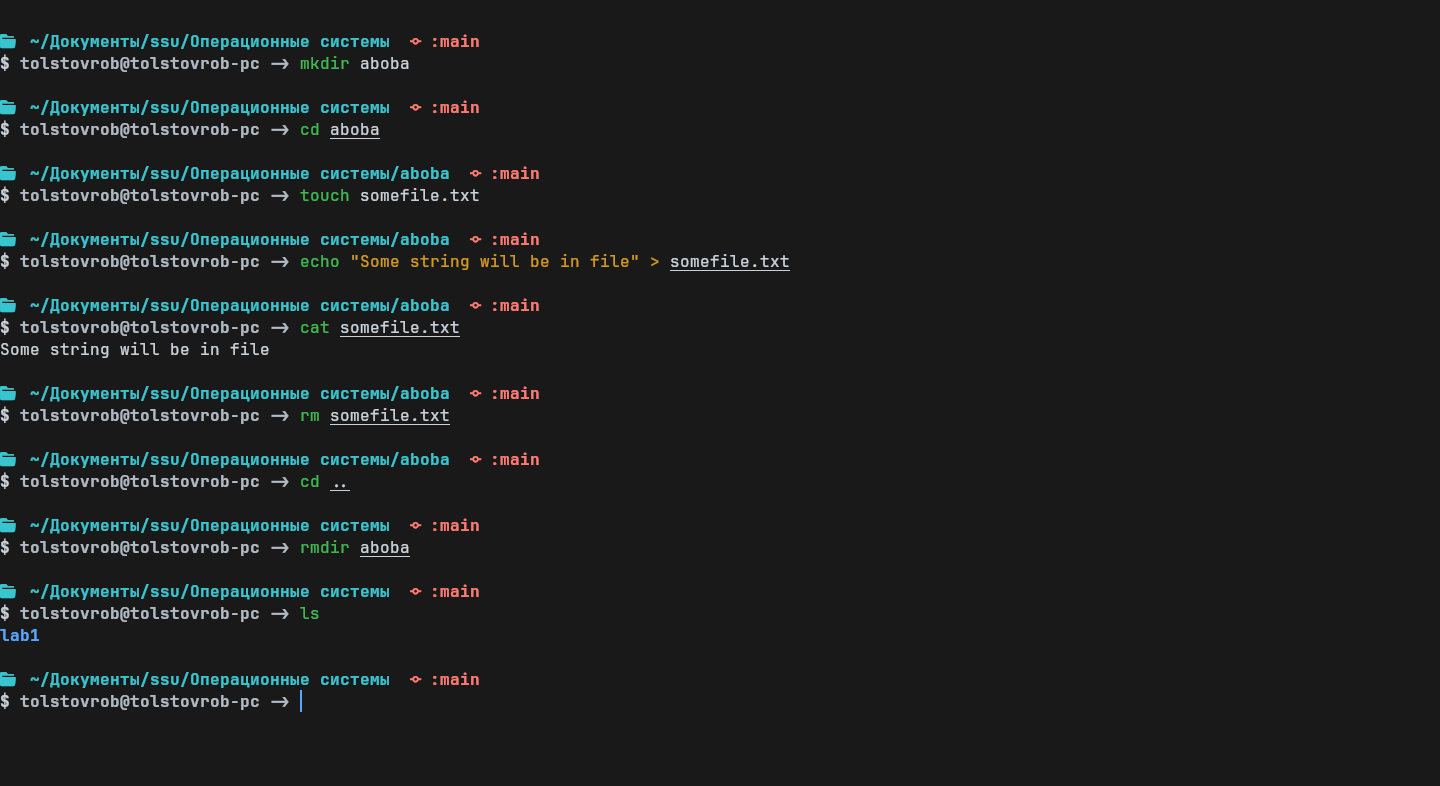 ~/Документы/ssu/Операционные системы :main
$ tolstovrob@tolstovrob-pc —> mkdir aboba
~/Документы/ssu/Операционные системы :main
$ tolstovrob@tolstovrob-pc —> cd aboba
~/Документы/ssu/Операционные системы/aboba :main
$ tolstovrob@tolstovrob-pc —> touch somefile.txt
~/Документы/ssu/Операционные системы/aboba :main
$ tolstovrob@tolstovrob-pc —> echo "Some string will be in file" > somefile.txt
~/Документы/ssu/Операционные системы/aboba :main
$ tolstovrob@tolstovrob-pc —> cat somefile.txt
Some string will be in file
~/Документы/ssu/Операционные системы/aboba :main
$ tolstovrob@tolstovrob-pc —> rm somefile.txt
~/Документы/ssu/Операционные системы/aboba :main
$ tolstovrob@tolstovrob-pc —> cd ..
~/Документы/ssu/Операционные системы :main
$ tolstovrob@tolstovrob-pc —> rmdir aboba
~/Документы/ssu/Операционные системы :main
$ tolstovrob@tolstovrob-pc —> ls
lab1
~/Документы/ssu/Операционные системы :main
$ tolstovrob@tolstovrob-pc —>